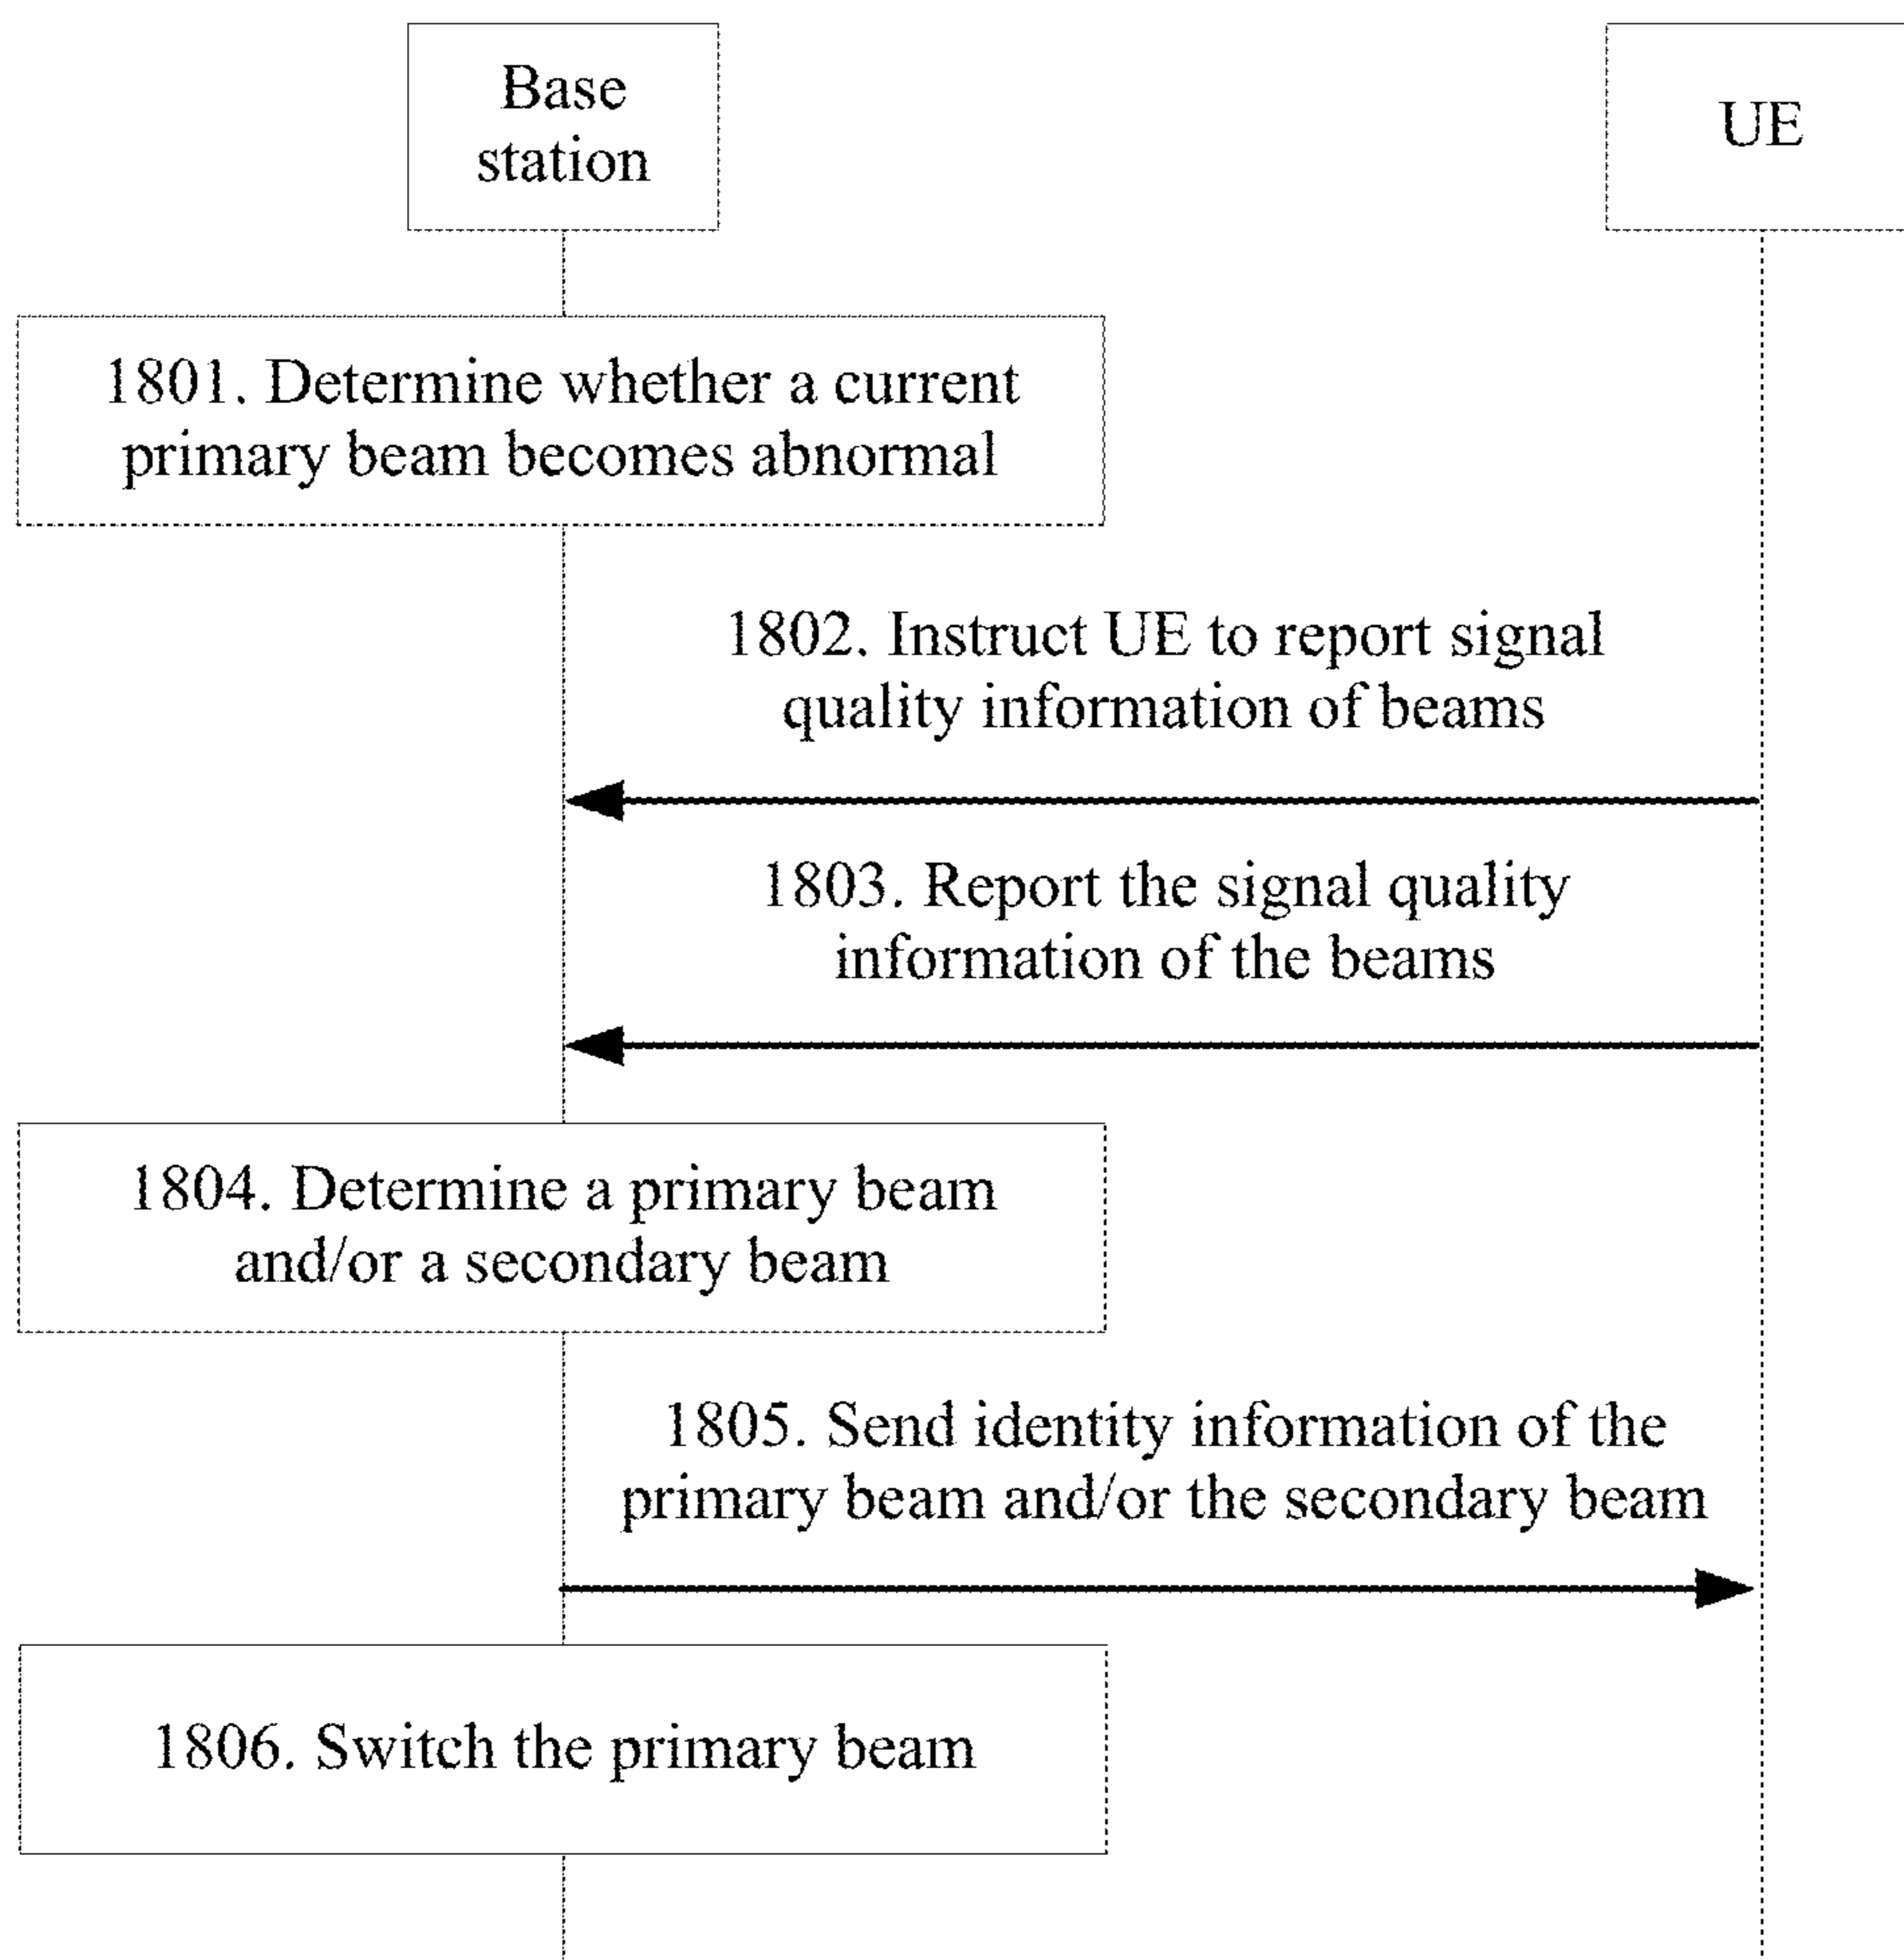 Base
station
UE
1801. Determine whether a current
primary beam becomes abnormal
1802. Instruct UE to report signal
quality information of beams
1803. Report the signal quality
information of the beams
1804. Determine a primary beam
and/or a secondary beam
1805. Send identity information of the
primary beam and/or the secondary beam
1806. Switch the primary beam